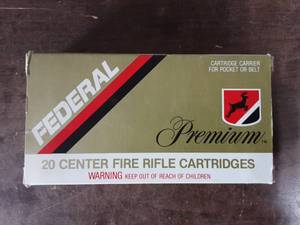 FEDERAL
CARTRIDGE CARRIER
FOR POCKET OR BELT
Premium™
20 CENTER FIRE RIFLE CARTRIDGES
WARNING KEEP OUT OF REACH OF CHILDREN